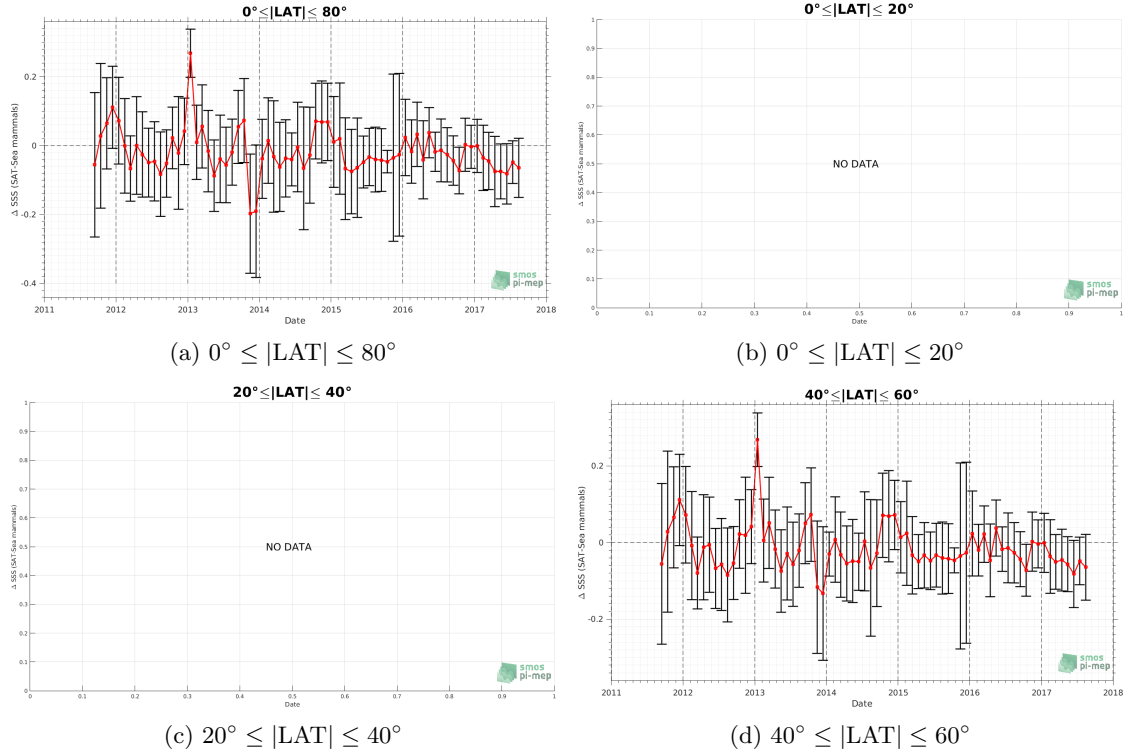 0°≤|LAT|≤ 80°
Δ SSS (SAT-Sea mammals)
0.2
0
-0.2
-0.4
2011 2012 2013 2014 2015 2016 2017 2018
Date
smos
pi-mep
(a) 0° ≤ |LAT| ≤ 80°
0°≤|LAT|≤ 20°
Δ SSS (SAT-Sea mammals)
1
0.9
0.8
0.7
0.6
0.5
0.4
0.3
0.2
0.1
0
NO DATA
0 0.1 0.2 0.3 0.4 0.5 0.6 0.7 0.8 0.9 1
Date
smos
pi-mep
(b) 0° ≤ |LAT| ≤ 20°
20°≤|LAT|≤ 40°
Δ SSS (SAT-Sea mammals)
1
0.9
0.8
0.7
0.6
0.5
0.4
0.3
0.2
0.1
0
NO DATA
0 0.1 0.2 0.3 0.4 0.5 0.6 0.7 0.8 0.9 1
Date
smos
pi-mep
(c) 20° ≤ |LAT| ≤ 40°
40°≤|LAT|≤ 60°
Δ SSS (SAT-Sea mammals)
0.2
0
-0.2
2011 2012 2013 2014 2015 2016 2017 2018
Date
smos
pi-mep
(d) 40° ≤ |LAT| ≤ 60°